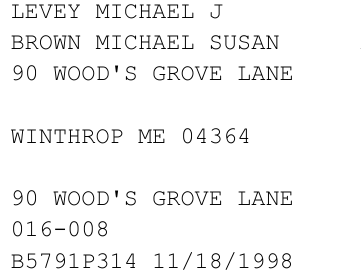 LEVEY MICHAEL J
BROWN MICHAEL SUSAN
90 WOOD'S GROVE LANE
WINTHROP ME 04364
90 WOOD'S GROVE LANE
016-008
B5791P314 11/18/1998